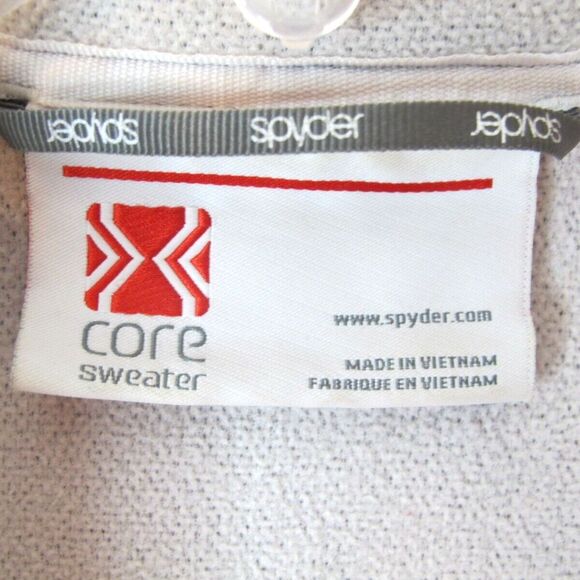 spyder spyder spyder
core
sweater
www.spyder.com
MADE IN VIETNAM
FABRIQUE EN VIETNAM